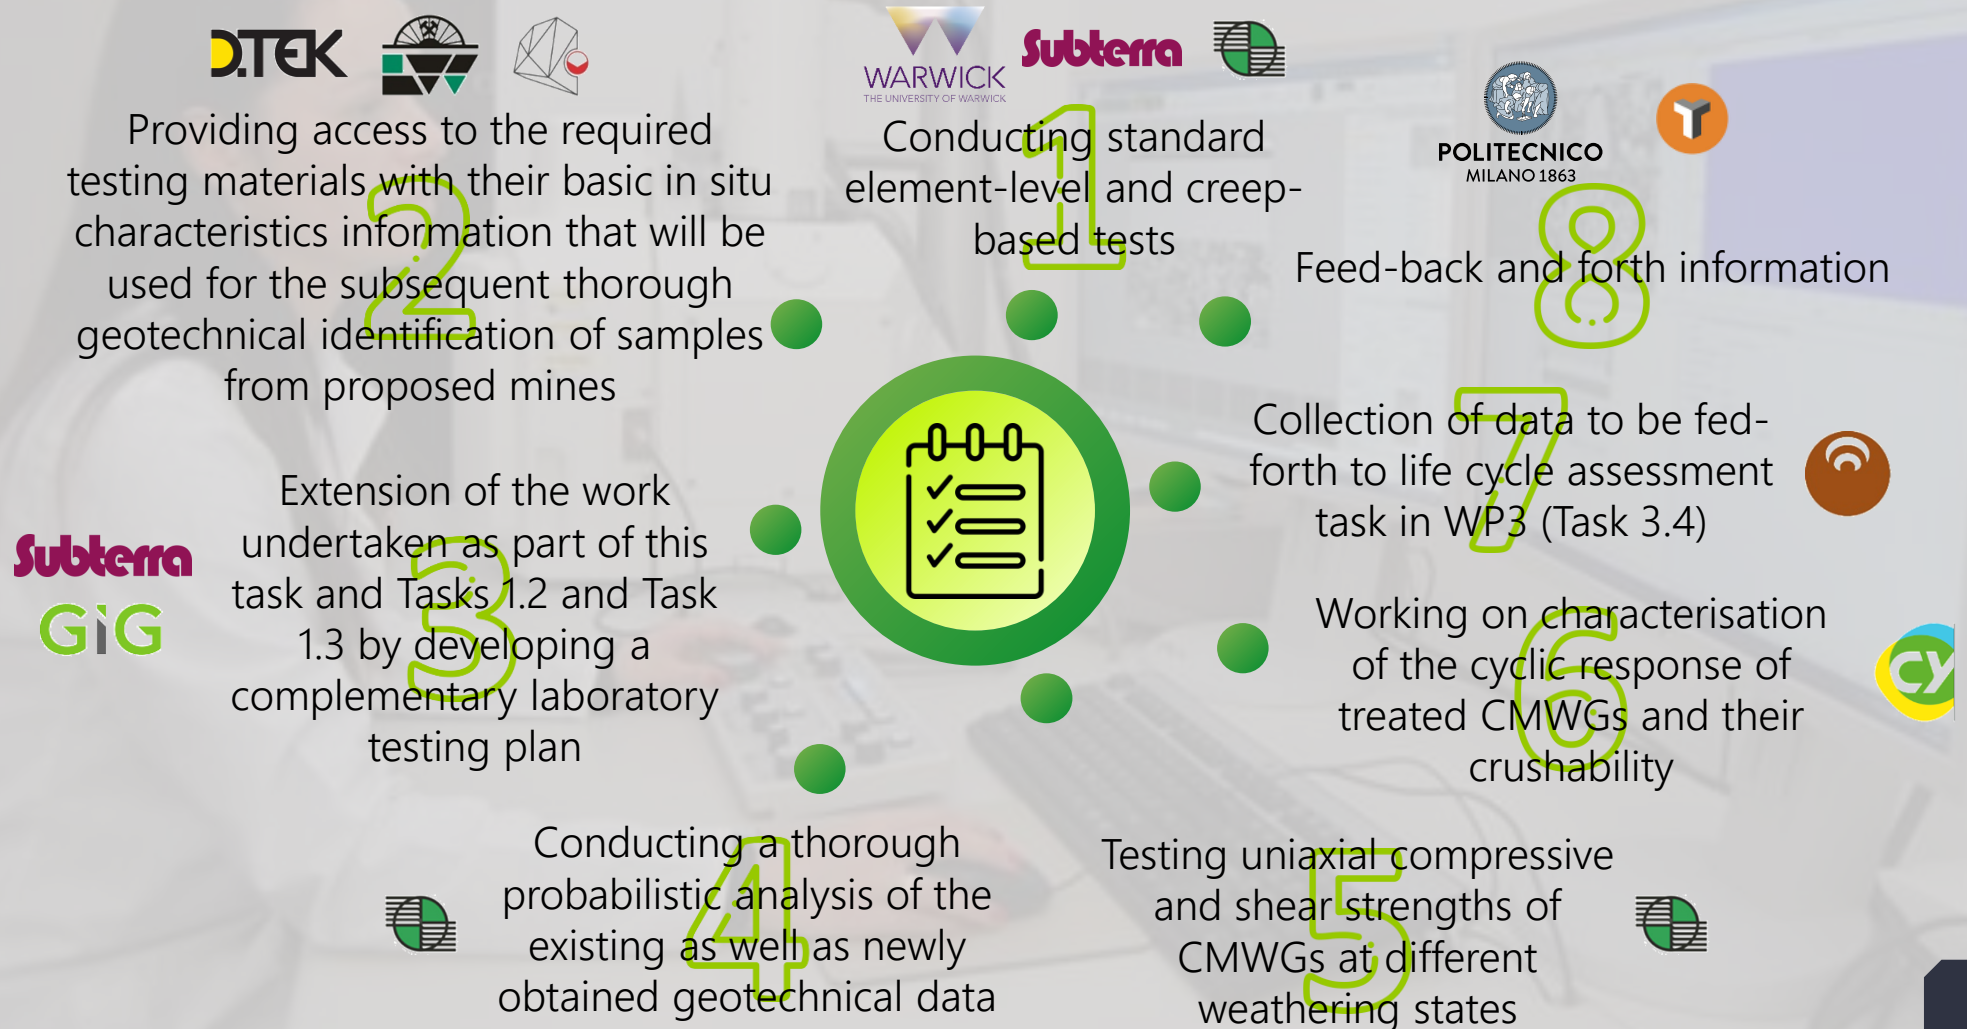 D.TEK
WARWICK
THE UNIVERSITY OF WARWICK
Subterra
1
Conducting standard
element-level and creep-
based tests
2
Providing access to the required
testing materials with their basic in situ
characteristics information that will be
used for the subsequent thorough
geotechnical identification of samples
from proposed mines
Subterra
GiG
3
Extension of the work
undertaken as part of this
task and Tasks 1.2 and Task
1.3 by developing a
complementary laboratory
testing plan
4
Conducting a thorough
probabilistic analysis of the
existing as well as newly
obtained geotechnical data
5
Testing uniaxial compressive
and shear strengths of
CMWGs at different
weathering states
6
Working on characterisation
of the cyclic response of
treated CMWGs and their
crushability
CY
7
Collection of data to be fed-
forth to life cycle assessment
task in WP3 (Task 3.4)
POLITECNICO
MILANO 1863
8
Feed-back and forth information